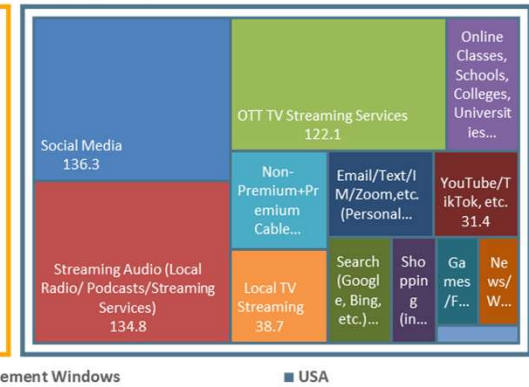 Social Media
136.3
Streaming Audio (Local
Radio/ Podcasts/Streaming
Services)
134.8
OTT TV Streaming Services
122.1
Online
Classes,
Schools,
Colleges,
Universit
ies...
Non-
Premium+Pr
emium
Cable...
Email/Text/I
M/Zoom,etc.
(Personal...
YouTube/T
ikTok, etc.
31.4
Local TV
Streaming
38.7
Search
(Googl
e, Bing,
etc.)...
Sho
ppin
g
(in...
Ga
mes
/F...
Ne
ws/
W...
ement Windows
USA